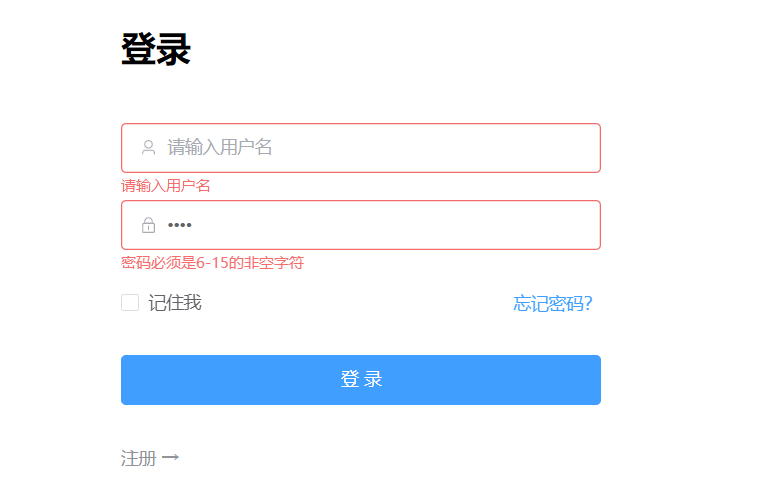 登录
请输入用户名
请输入用户名
••••
密码必须是6-15的非空字符
记住我 忘记密码?
登 录
注册 →